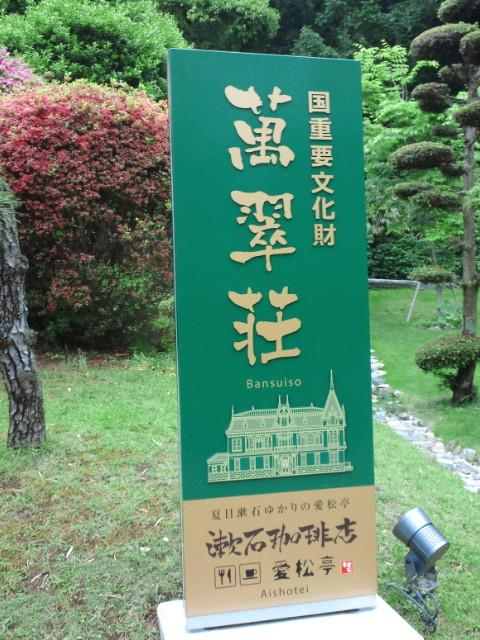 国重要文化財
萬翠荘
Bansuiso
夏目漱石ゆかりの愛松亭
漱石珈琲店
愛松亭
Aishotei